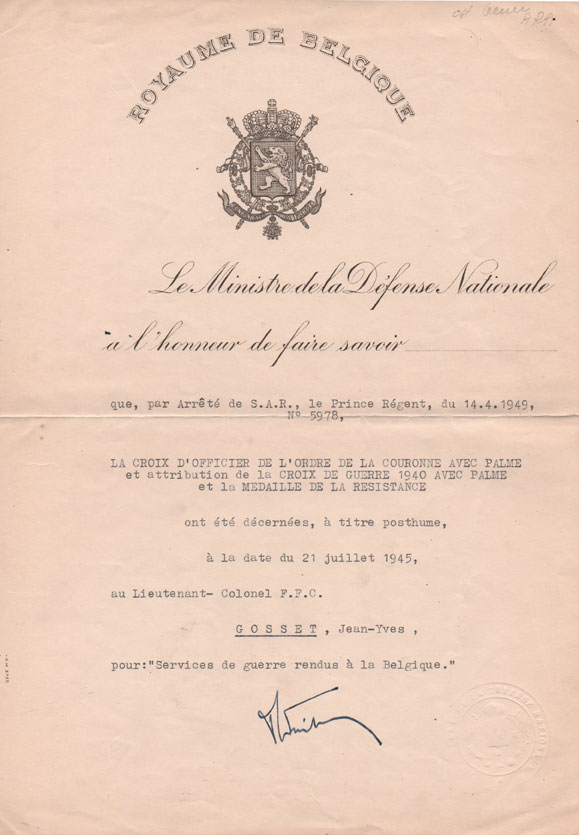 ROYAUME DE BELGIQUE
Le Ministre de la Défense Nationale
a l'honneur de faire savoir
que, par Arrêté de S.A.R., le Prince Régent, du 14.4.1949,
N° 5978,
LA CROIX D'OFFICIER DE L'ORDRE DE LA COURONNE AVEC PALME
et attribution de la CROIX DE GUERRE 1940 AVEC PALME
et la MEDAILLE DE LA RESISTANCE
ont été décernées, à titre posthume,
à la date du 21 juillet 1945,
au Lieutenant- Colonel F.F.C.
G O S S E T , Jean-Yves ,
pour:"Services de guerre rendus à la Belgique."